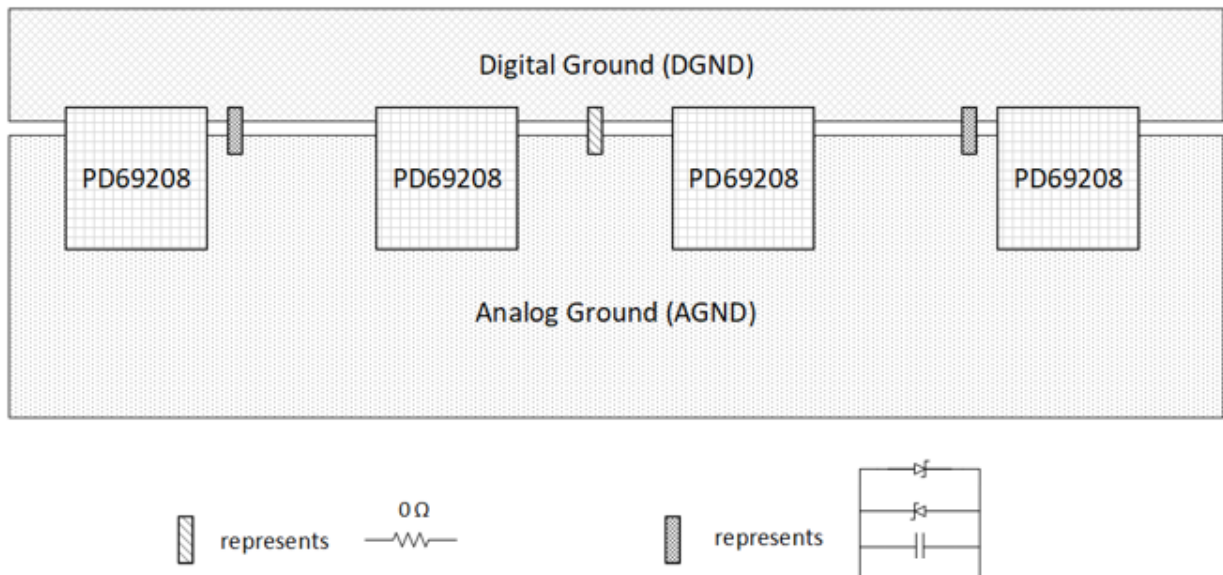 Digital Ground (DGND)
PD69208 PD69208 PD69208 PD69208
Analog Ground (AGND)
0 Ω
represents
represents